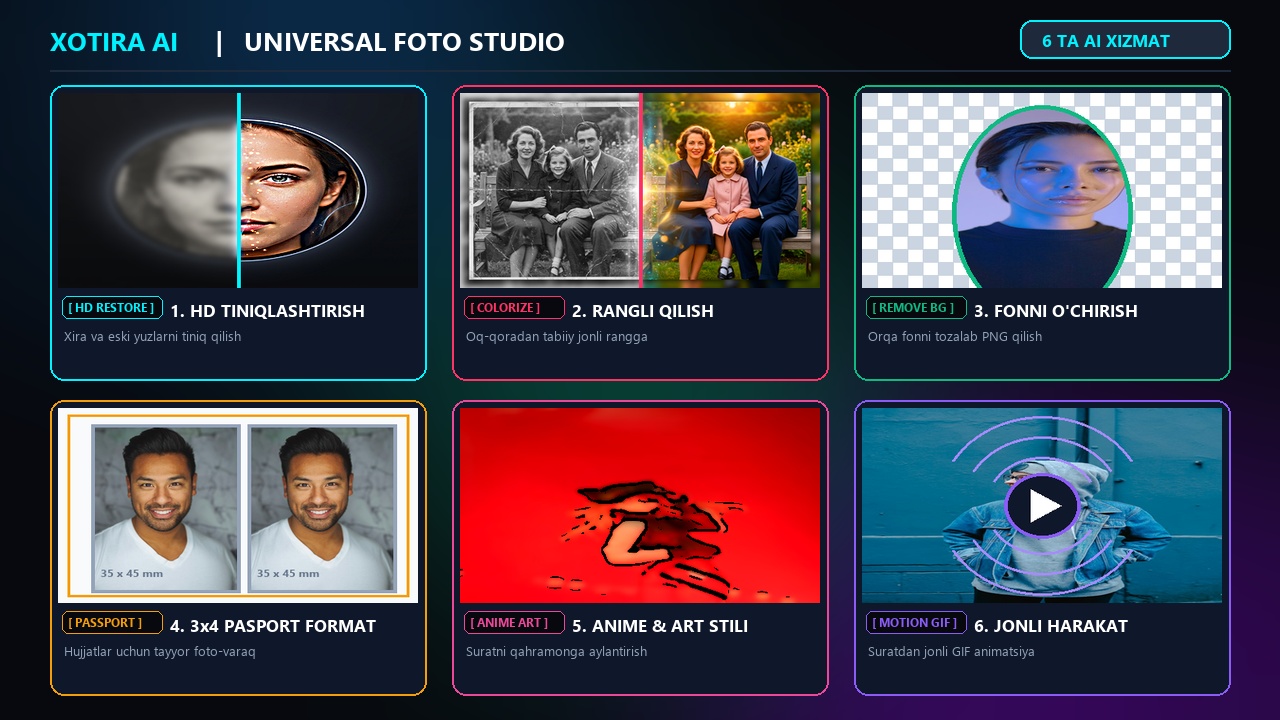 XOTIRA AI | UNIVERSAL FOTO STUDIO
6 TA AI XIZMAT
[ HD RESTORE ] 1. HD TINIQLASHTIRISH
Xira va eski yuzlarni tiniq qilish
[ COLORIZE ] 2. RANGLI QILISH
Oq-qoradan tabiiy jonli rangga
[ REMOVE BG ] 3. FONNI O'CHIRISH
Orqa fonni tozalab PNG qilish
35 x 45 mm
35 x 45 mm
[ PASSPORT ] 4. 3x4 PASPORT FORMAT
Hujjatlar uchun tayyor foto-varaq
[ ANIME ART ] 5. ANIME & ART STILI
Suratni qahramonga aylantirish
[ MOTION GIF ] 6. JONLI HARAKAT
Suratdan jonli GIF animatsiya